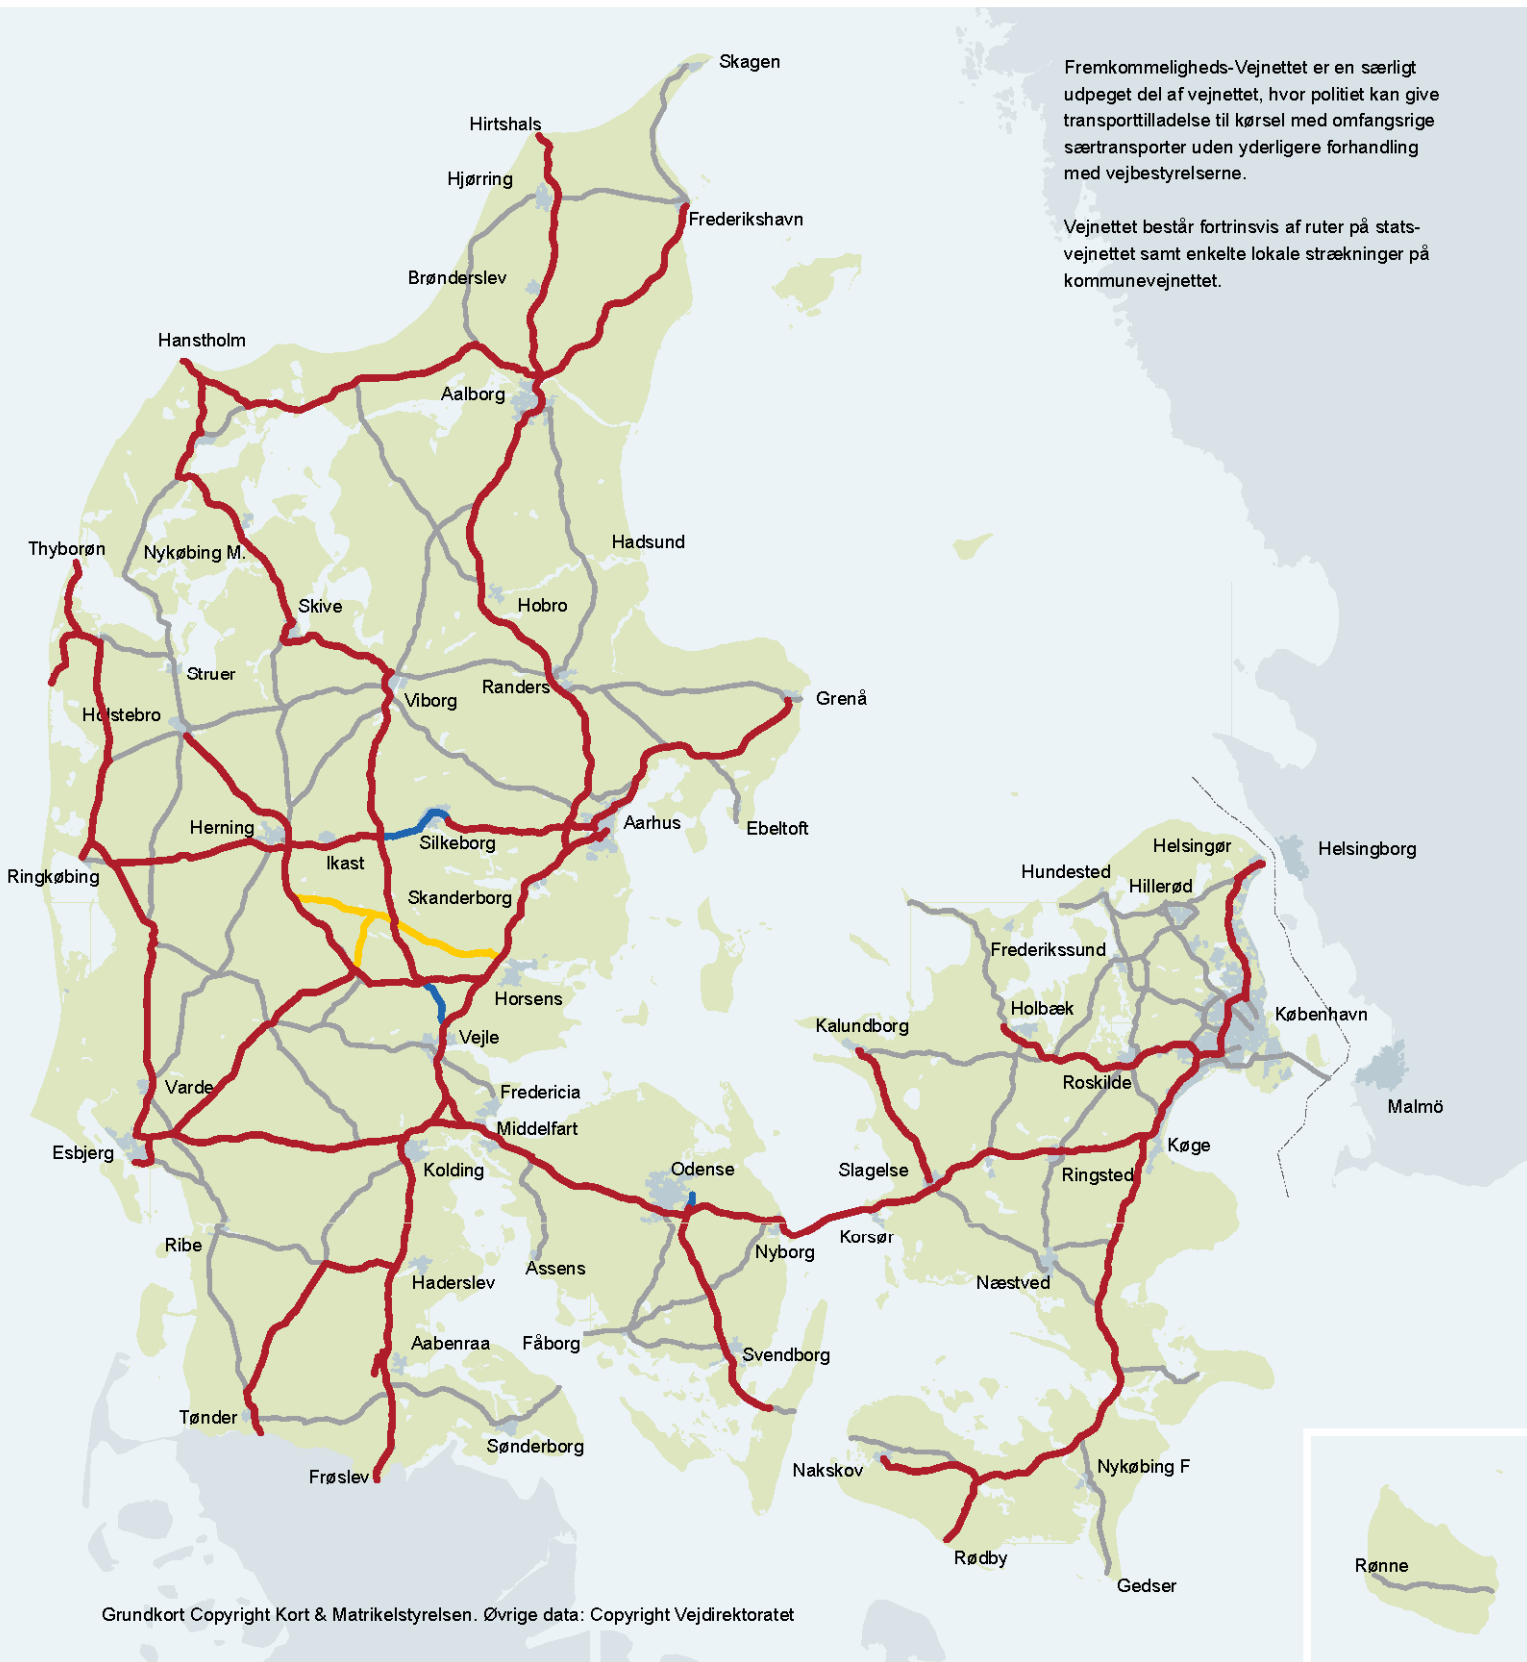 Skagen
Fremkommeligheds-Vejnettet er en særligt
udpeget del af vejnettet, hvor politiet kan give
transporttilladelse til kørsel med omfangsrige
særtransporter uden yderligere forhandling
med vejbestyrelserne.
Vejnettet består fortrinsvis af ruter på stats-
vejnettet samt enkelte lokale strækninger på
kommunevejnettet.
Hirtshals
Hjørring
Frederikshavn
Brønderslev
Hanstholm
Aalborg
Thyborøn
Nykøbing M.
Hadsund
Skive
Hobro
Struer
Viborg
Randers
Grenå
Holstebro
Herning
Ikast
Silkeborg
Aarhus
Ebeltoft
Ringkøbing
Skanderborg
Horsens
Vejle
Varde
Fredericia
Middelfart
Esbjerg
Kolding
Odense
Ribe
Haderslev
Assens
Nyborg
Aabenraa
Fåborg
Svendborg
Tønder
Sønderborg
Frøslev
Helsingør
Helsingborg
Hundested
Hillerød
Frederikssund
Holbæk
København
Kalundborg
Roskilde
Malmö
Køge
Slagelse
Ringsted
Korsør
Næstved
Nakskov
Nykøbing F
Rødby
Gedser
Rønne
Grundkort Copyright Kort & Matrikelstyrelsen. Øvrige data: Copyright Vejdirektoratet